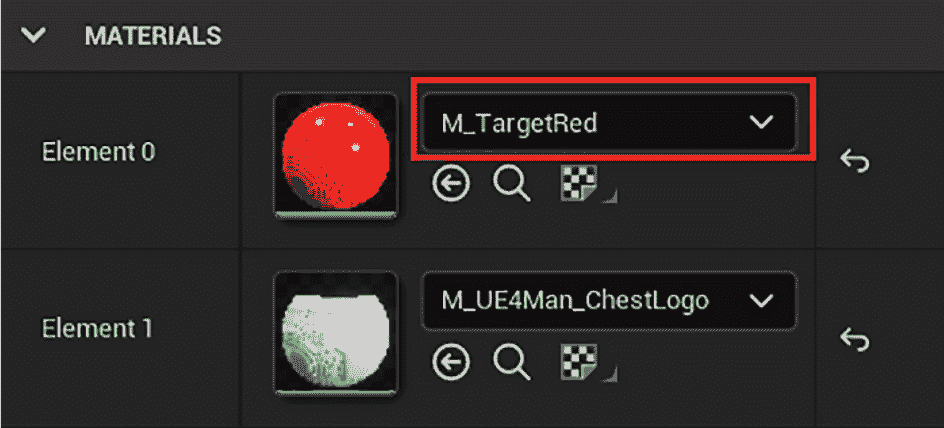 MATERIALS
Element 0
M_TargetRed
Element 1
M_UE4Man_ChestLogo